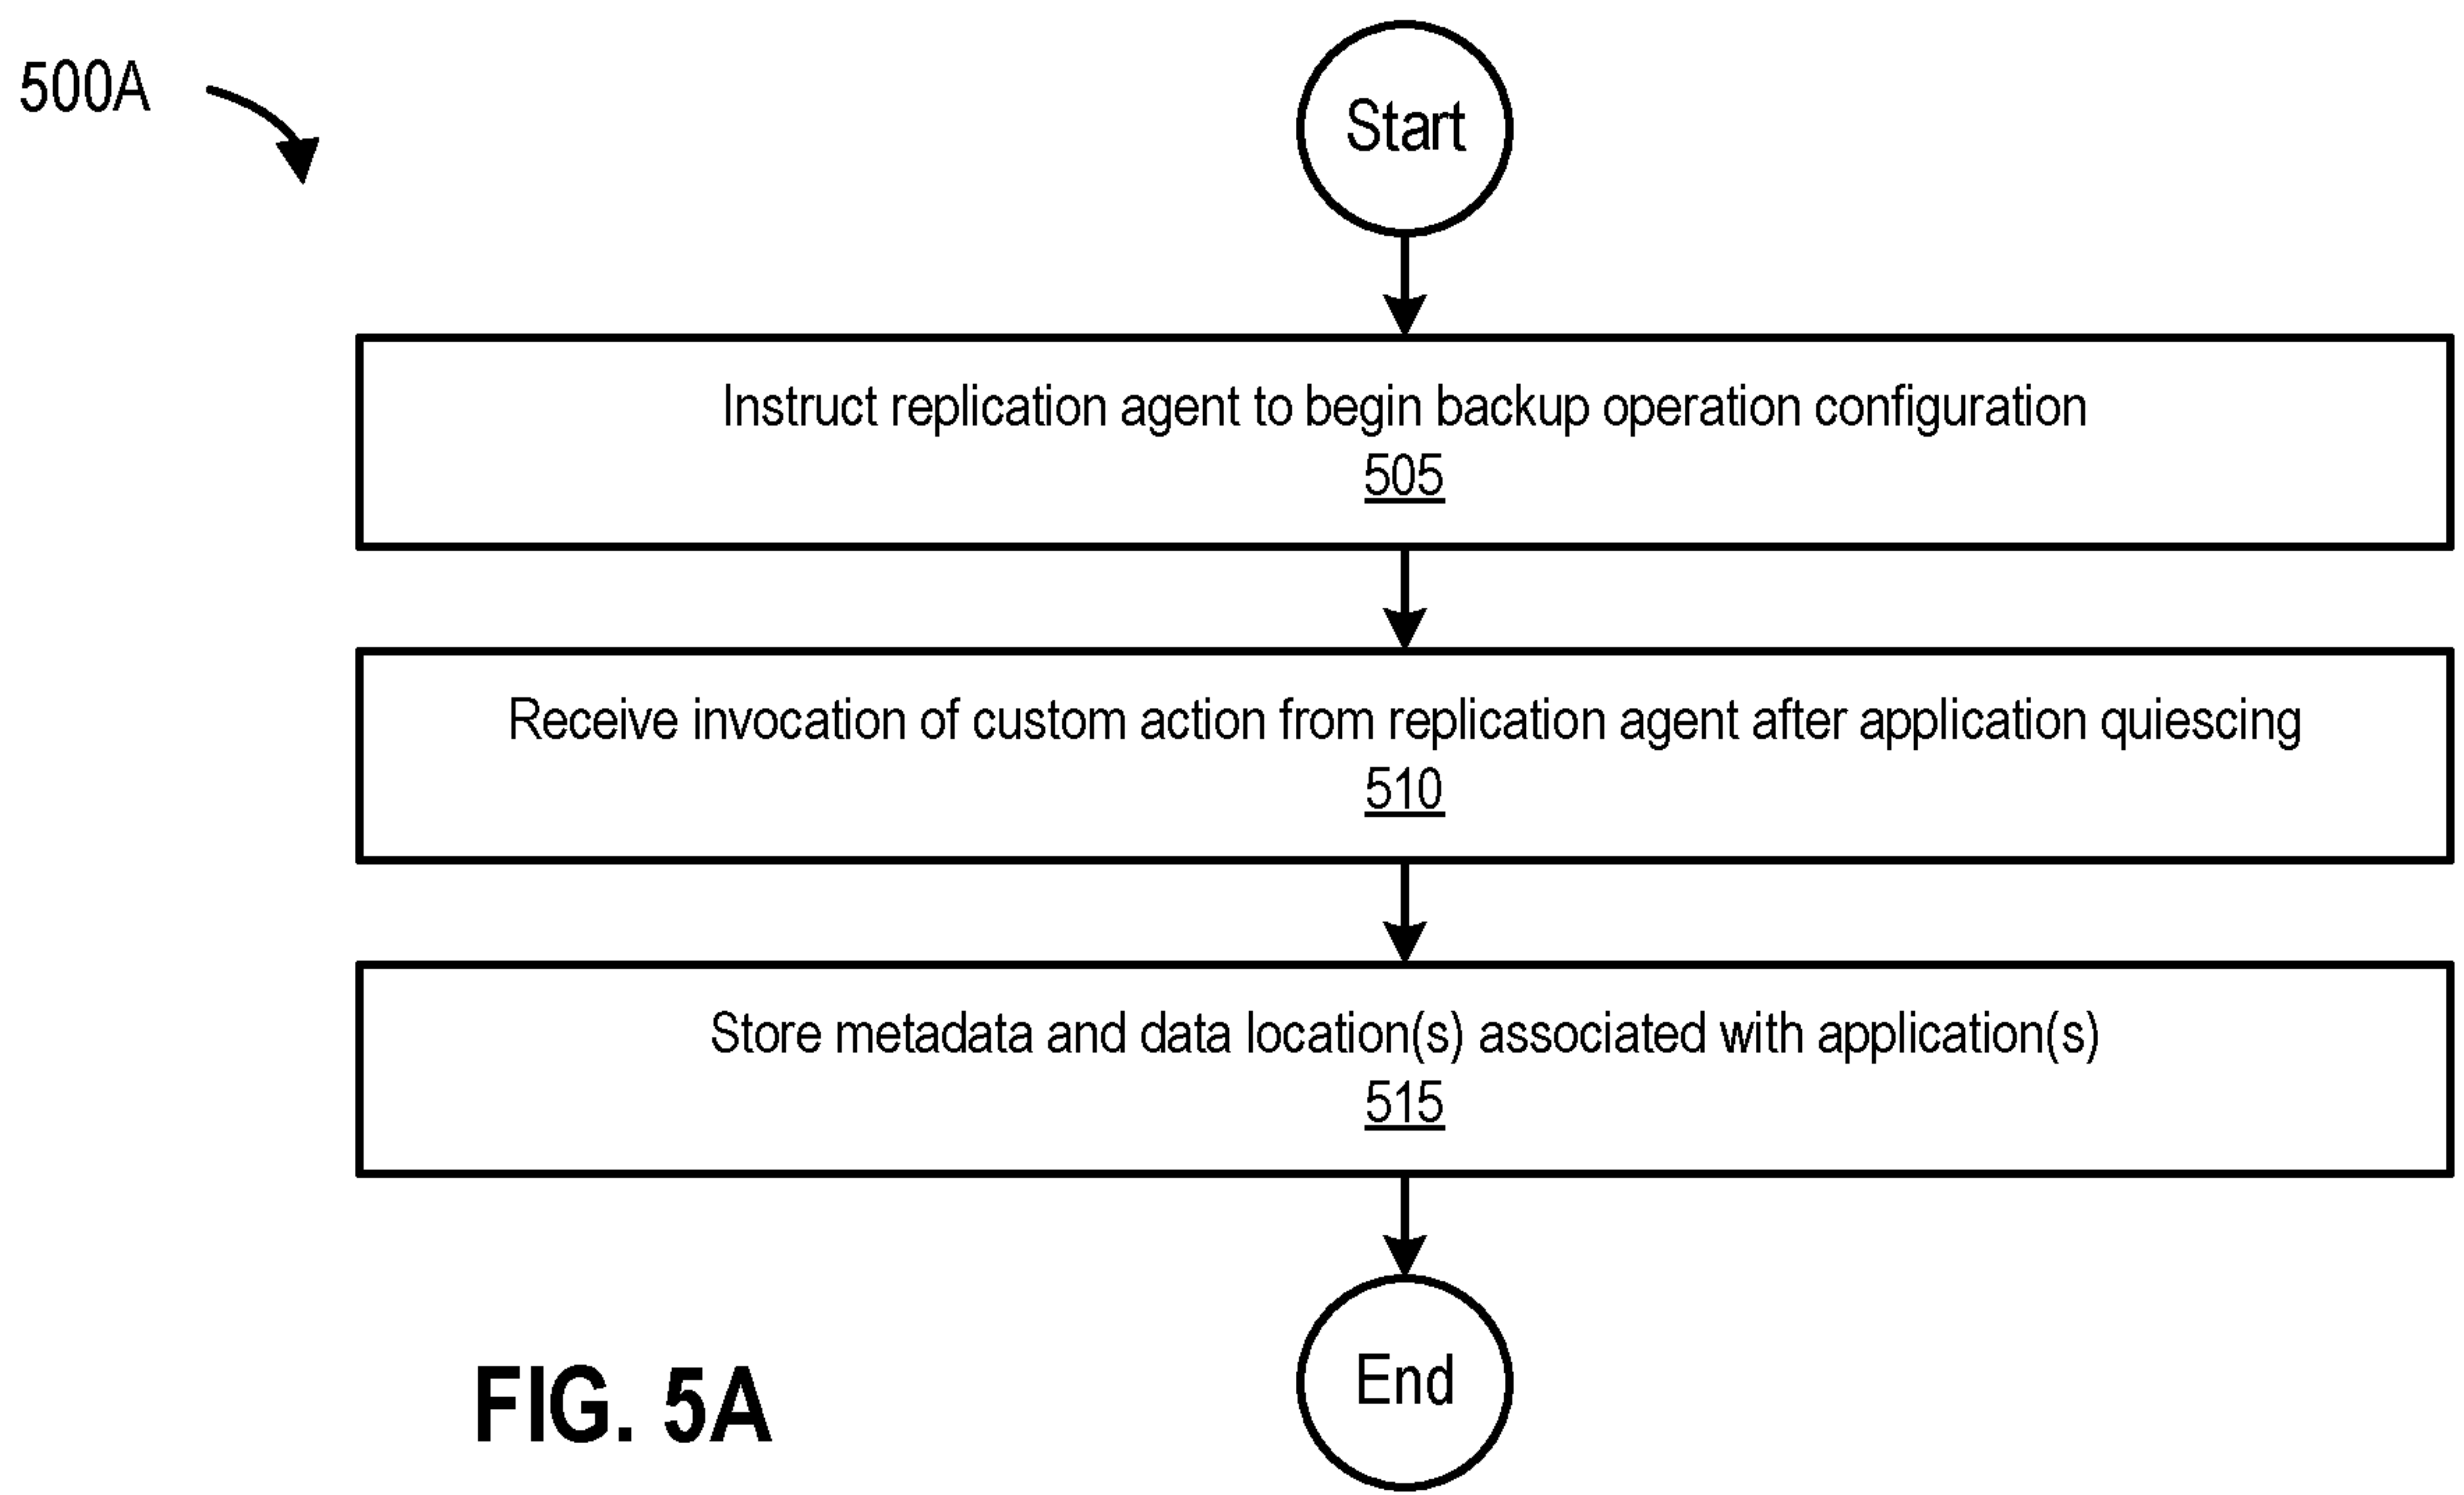 500A
Start
Instruct replication agent to begin backup operation configuration
505
Receive invocation of custom action from replication agent after application quiescing
510
Store metadata and data location(s) associated with application(s)
515
End
FIG. 5A